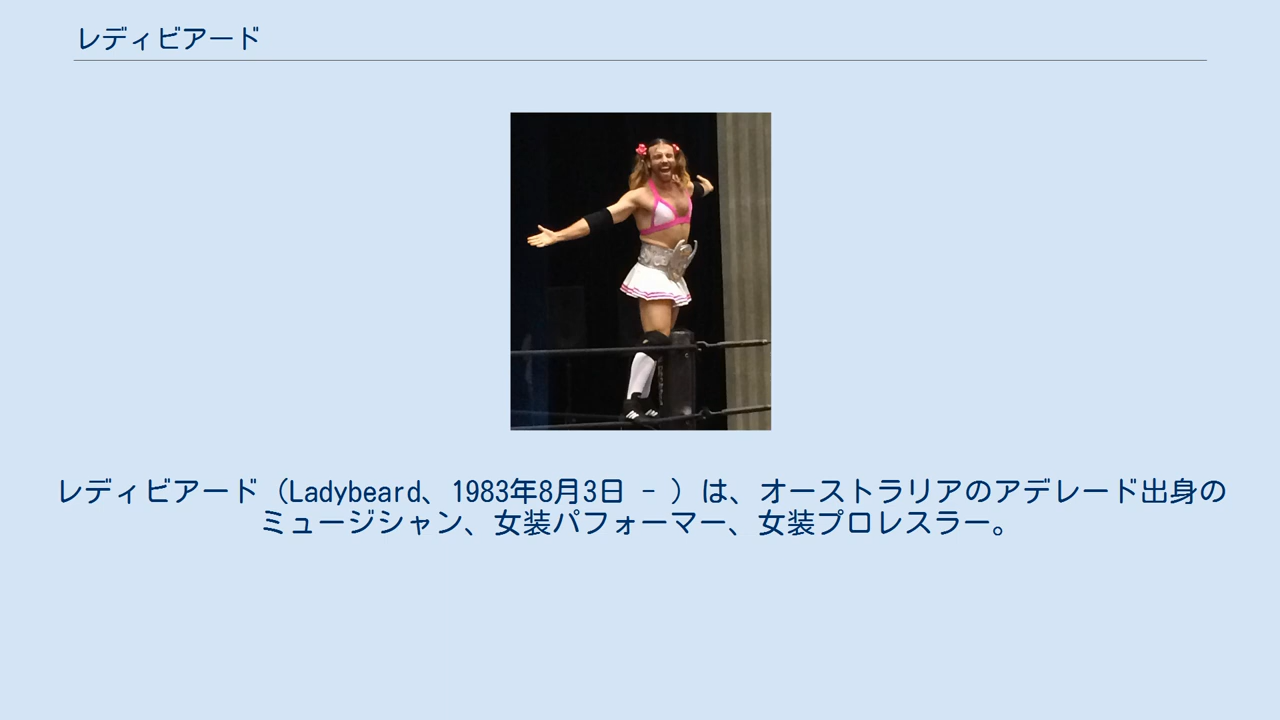 レディビアード
レディビアード（Ladybeard、1983年8月3日 - ）は、オーストラリアのアデレード出身の
ミュージシャン、女装パフォーマー、女装プロレスラー。